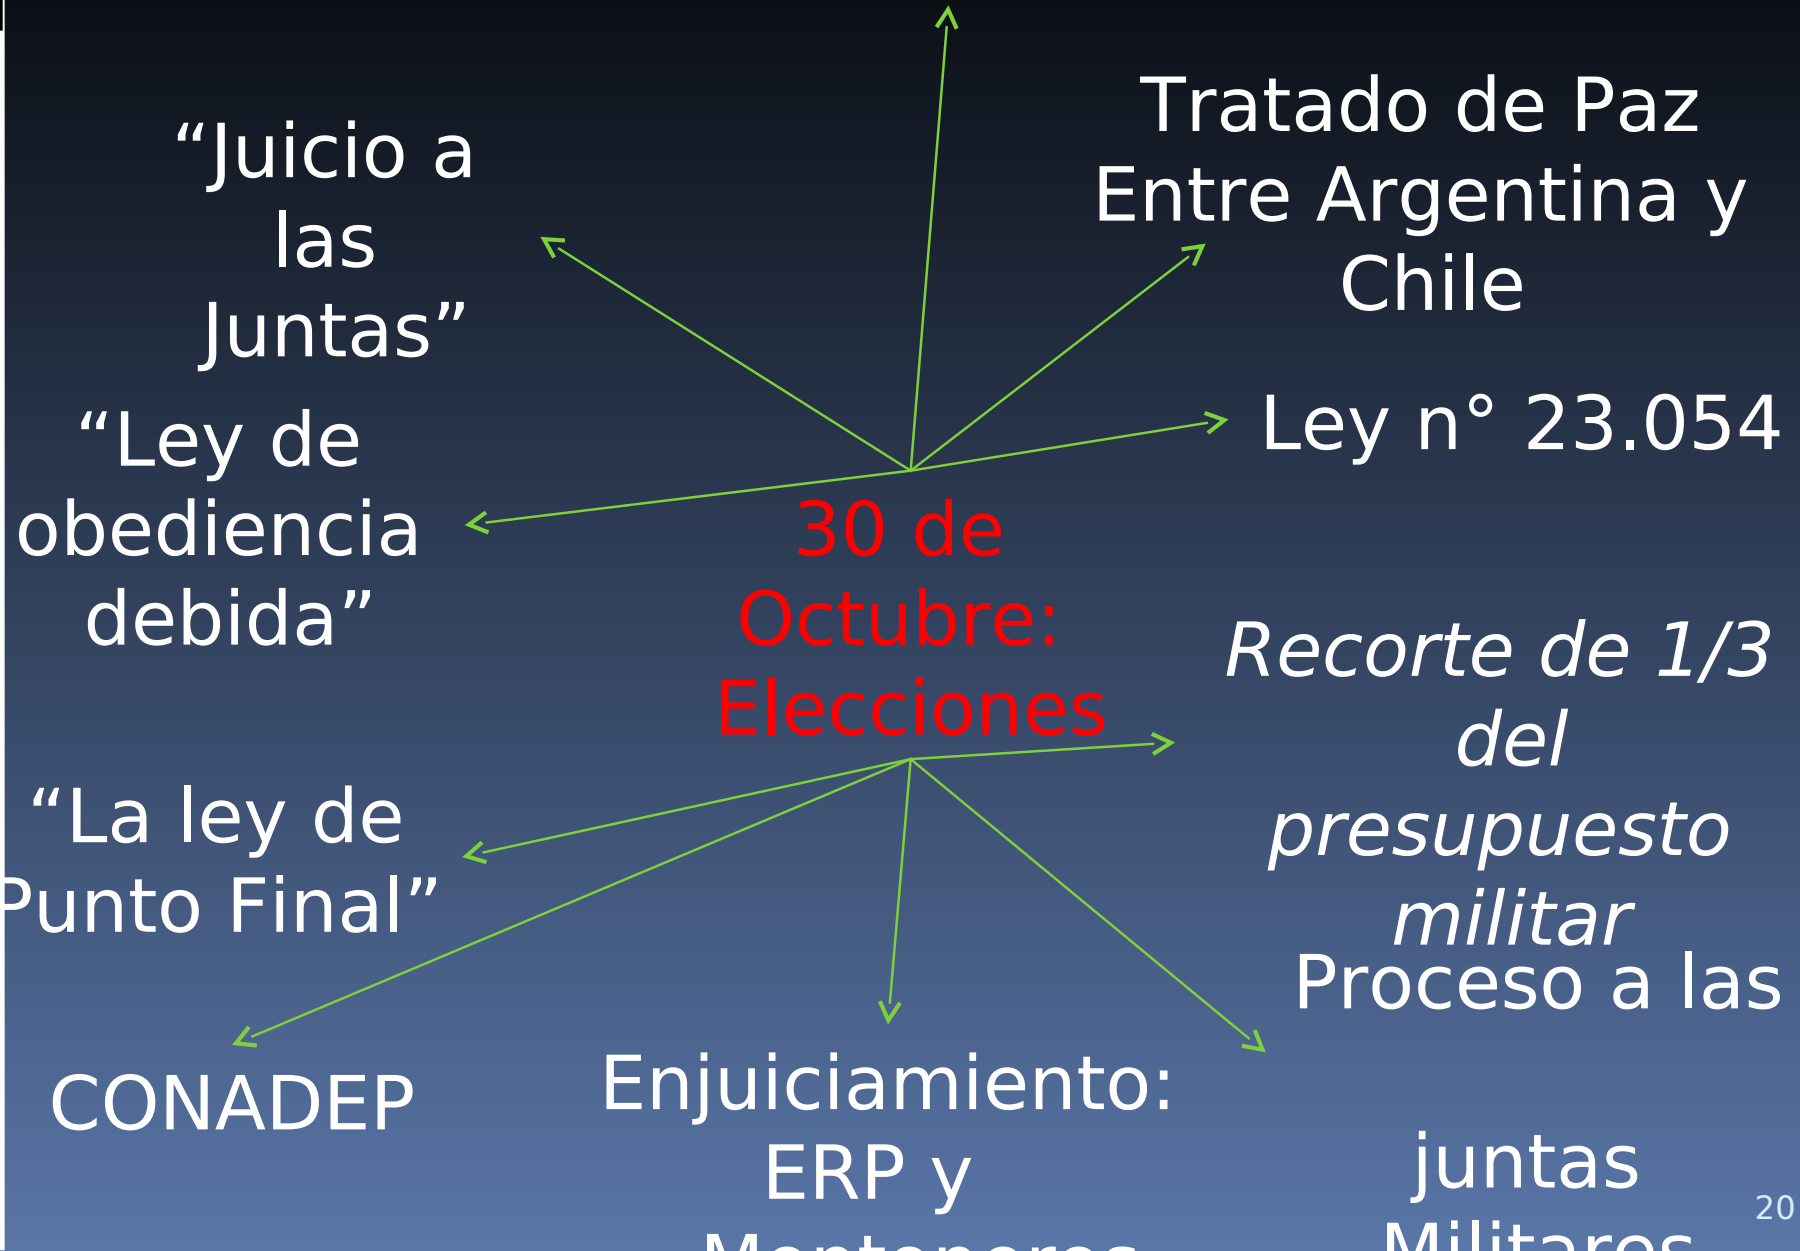 “Juicio a
las
Juntas”
Tratado de Paz
Entre Argentina y
Chile
“Ley de
obediencia
debida”
Ley n° 23.054
30 de
Octubre:
Elecciones
Recorte de 1/3
del
presupuesto
militar
“La ley de
Punto Final”
CONADEP
Enjuiciamiento:
ERP y
Montoneros
Proceso a las
juntas
Militares
20